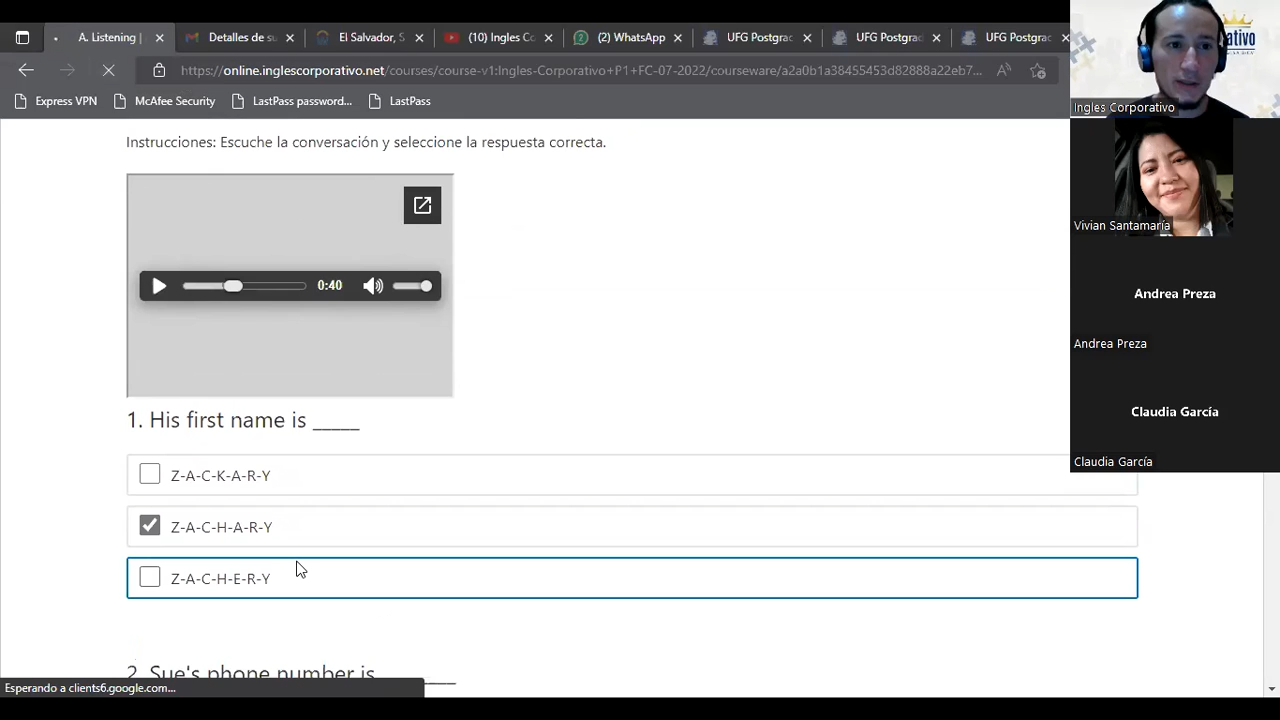 A. Listening |
Detalles de su
El Salvador, S
(10) Ingles Co
(2) WhatsApp
UFG Postgrad
UFG Postgrad
UFG Postgrad
https://online.inglescorporativo.net/courses/course-v1:Ingles-Corporativo+P1+FC-07-2022/courseware/a2a0b1a38455453d82888a22eb7...
Express VPN
McAfee Security
LastPass password...
LastPass
Ingles Corporativo
Vivian Santamaría
Andrea Preza
Andrea Preza
Claudia García
Claudia García
Instrucciones: Escuche la conversación y seleccione la respuesta correcta.
0:40
1. His first name is _____
Z-A-C-K-A-R-Y
Z-A-C-H-A-R-Y
Z-A-C-H-E-R-Y
2. Sue's phone number is
Esperando a clients6.google.com...